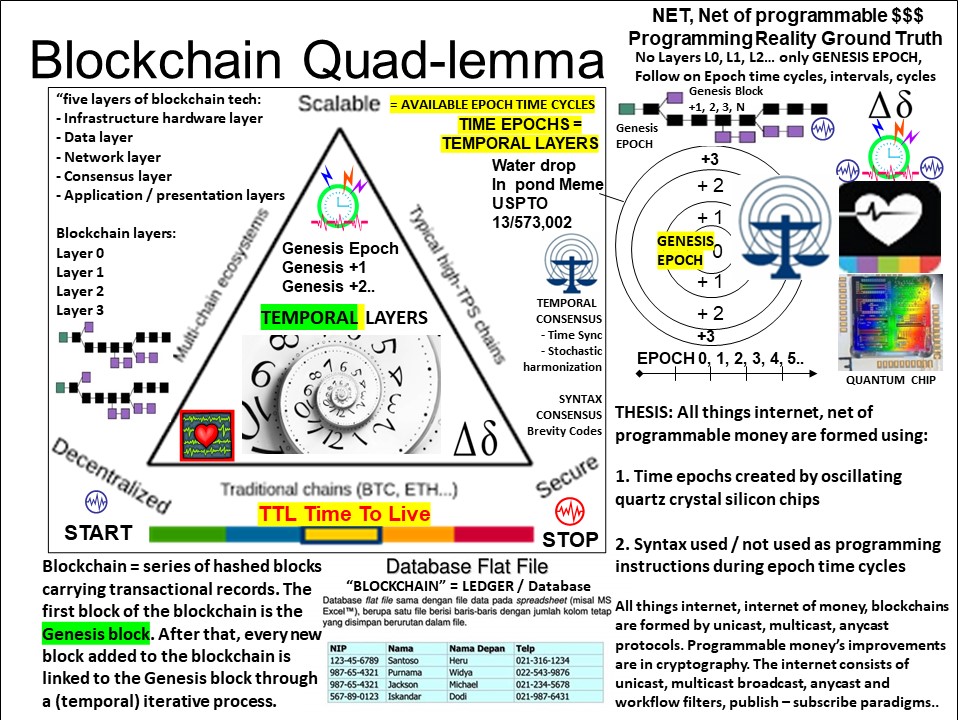 Blockchain Quad-lemma
NET, Net of programmable $$$
Programming Reality Ground Truth
No Layers L0, L1, L2... only GENESIS EPOCH,
Follow on Epoch time cycles, intervals, cycles
“five layers of blockchain tech:
- Infrastructure hardware layer
- Data layer
- Network layer
- Consensus layer
- Application / presentation layers
Blockchain layers:
Layer 0
Layer 1
Layer 2
Layer 3
Scalable
= AVAILABLE EPOCH TIME CYCLES
TIME EPOCHS =
TEMPORAL LAYERS
Water drop
In pond Meme
USPTO
13/573,002
Multi-chain ecosystems
Typical high-TPS chains
Genesis Epoch
Genesis +1
Genesis +2..
TEMPORAL LAYERS
Δδ
TEMPORAL
CONSENSUS
- Time Sync
- Stochastic
harmonization
SYNTAX
CONSENSUS
Brevity Codes
Decentralized
Secure
Traditional chains (BTC, ETH...)
TTL Time To Live
START
STOP
Genesis Block
+1, 2, 3, N
Genesis
EPOCH
Δδ
+3
+ 2
+ 1
GENESIS
EPOCH
0
+ 1
+ 2
+3
EPOCH 0, 1, 2, 3, 4, 5..
QUANTUM CHIP
THESIS: All things internet, net of
programmable money are formed using:
1. Time epochs created by oscillating
quartz crystal silicon chips
2. Syntax used / not used as programming
instructions during epoch time cycles
All things internet, internet of money, blockchains
are formed by unicast, multicast, anycast
protocols. Programmable money’s improvements
are in cryptography. The internet consists of
unicast, multicast broadcast, anycast and
workflow filters, publish – subscribe paradigms..
Blockchain = series of hashed blocks
carrying transactional records. The
first block of the blockchain is the
Genesis block. After that, every new
block added to the blockchain is
linked to the Genesis block through
a (temporal) iterative process.
Database Flat File
“BLOCKCHAIN” = LEDGER / Database
Database flat file sama dengan file data pada spreadsheet (misal MS
Excel™), berupa satu file berisi baris-baris dengan jumlah kolom tetap
yang disimpan berurutan dalam file.
NIP Nama Nama Depan Telp
123-45-6789 Santoso Heru 021-316-1234
987-65-4321 Purnama Widya 022-543-9876
987-65-4321 Jackson Michael 021-234-5678
567-89-0123 Iskandar Dodi 021-987-6431